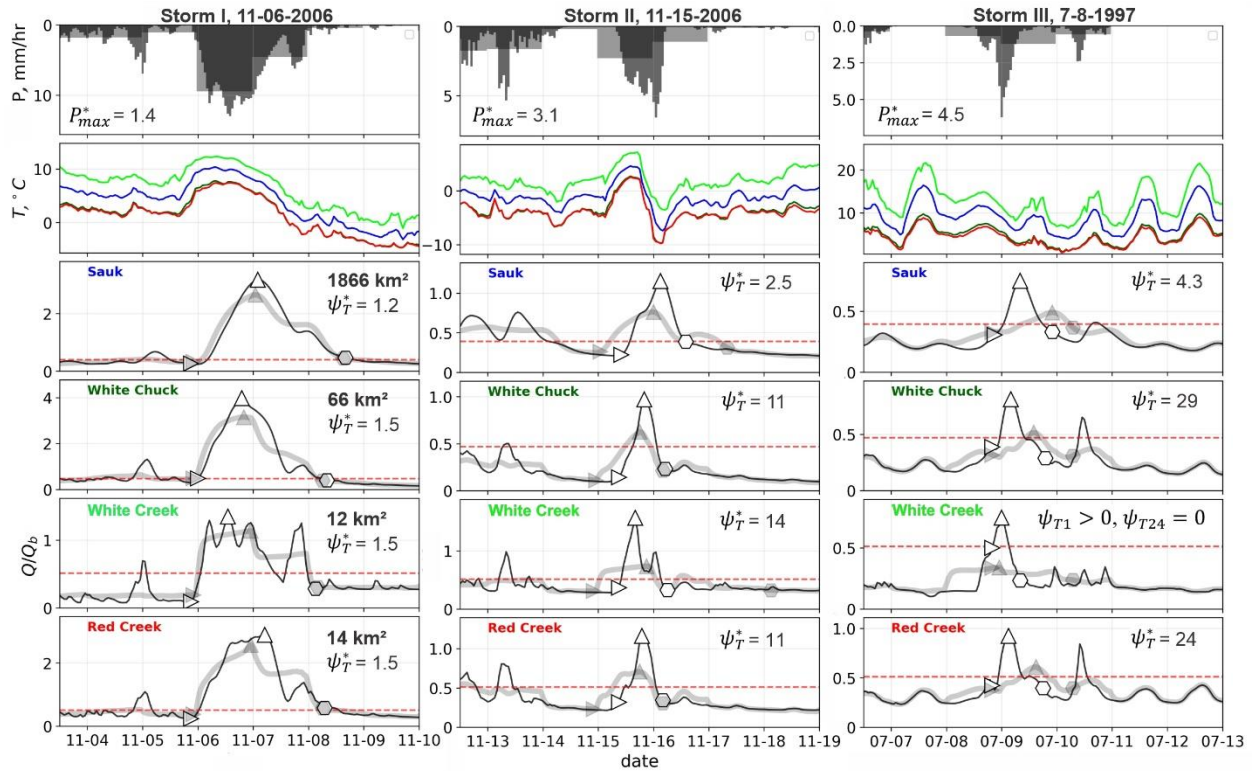 Storm I, 11-06-2006
Storm II, 11-15-2006
Storm III, 7-8-1997
P, mm/hr
0
10
P*max = 1.4
0
5
P*max = 3.1
0.0
2.5
5.0
P*max = 4.5
T, °C
10
0
0
−10
20
10
Sauk
1866 km²
ψ*T = 1.2
2
0
Sauk
ψ*T = 2.5
1.0
0.5
0.0
Sauk
ψ*T = 4.3
0.5
0
White Chuck
66 km²
ψ*T = 1.5
4
2
0
White Chuck
ψ*T = 11
1.0
0.5
0
White Chuck
ψ*T = 29
0.5
0
Q/Qb
White Creek
12 km²
ψ*T = 1.5
1
0
White Creek
ψ*T = 14
1
0
White Creek
ψT1 > 0, ψT24 = 0
0.5
0
Red Creek
14 km²
ψ*T = 1.5
2
0
Red Creek
ψ*T = 11
1.0
0.5
0
Red Creek
ψ*T = 24
1.0
0.5
0
11-04 11-05 11-06 11-07 11-08 11-09 11-10
11-13 11-14 11-15 11-16 11-17 11-18 11-19
07-07 07-08 07-09 07-10 07-11 07-12 07-13
date